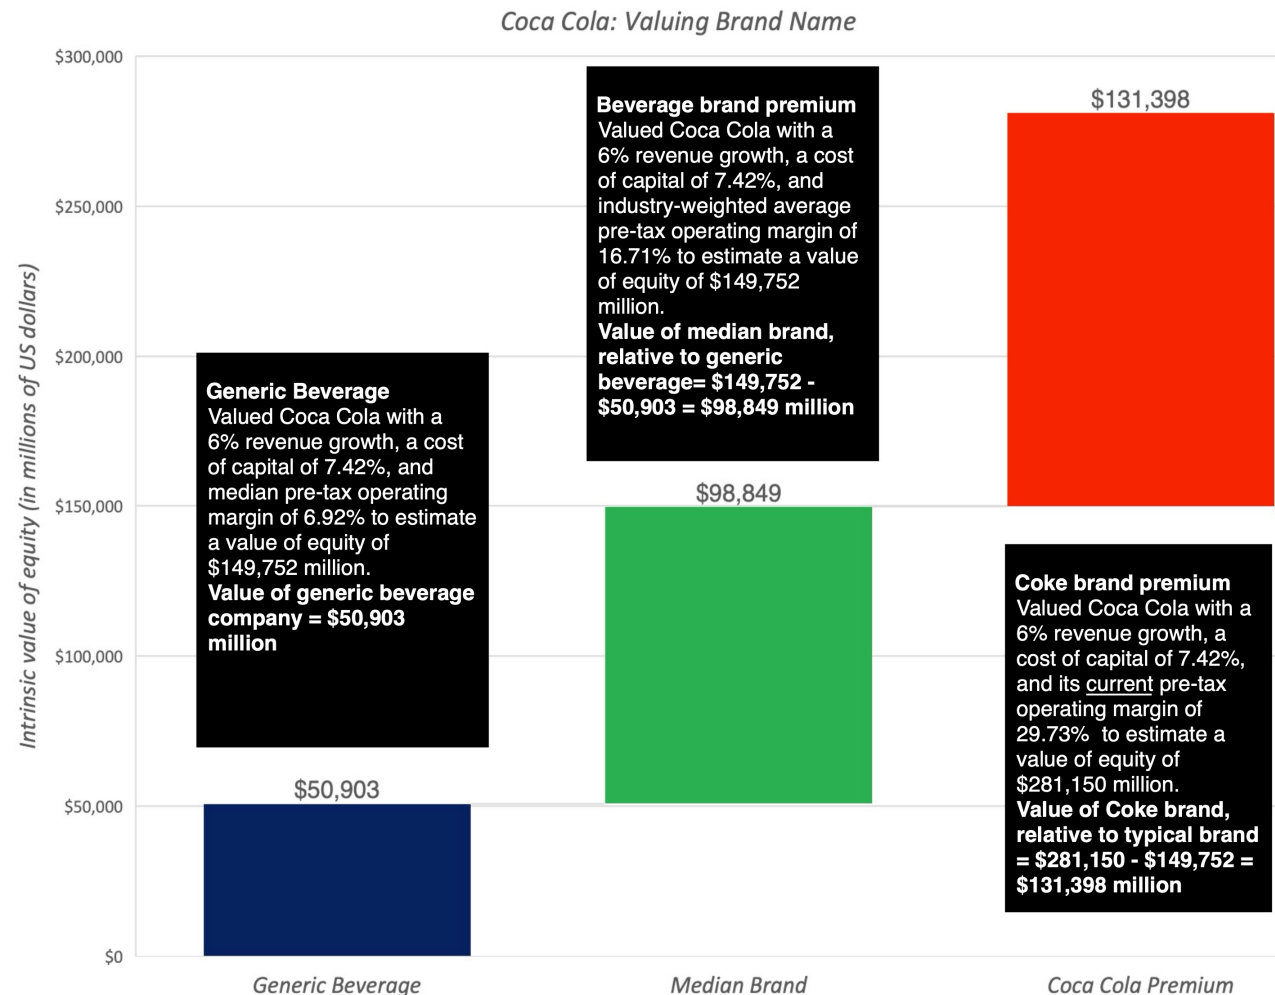 Coca Cola: Valuing Brand Name
Intrinsic value of equity (in millions of US dollars)
$300,000
$250,000
$200,000
$150,000
$100,000
$50,000
$0
Generic Beverage
Valued Coca Cola with a
6% revenue growth, a cost
of capital of 7.42%, and
median pre-tax operating
margin of 6.92% to estimate
a value of equity of
$149,752 million.
Value of generic beverage
company = $50,903
million
$50,903
Beverage brand premium
Valued Coca Cola with a
6% revenue growth, a cost
of capital of 7.42%, and
industry-weighted average
pre-tax operating margin of
16.71% to estimate a value
of equity of $149,752
million.
Value of median brand,
relative to generic
beverage= $149,752 -
$50,903 = $98,849 million
$98,849
$131,398
Coke brand premium
Valued Coca Cola with a
6% revenue growth, a
cost of capital of 7.42%,
and its current pre-tax
operating margin of
29.73%  to estimate a
value of equity of
$281,150 million.
Value of Coke brand,
relative to typical brand
= $281,150 - $149,752 =
$131,398 million
Generic Beverage
Median Brand
Coca Cola Premium